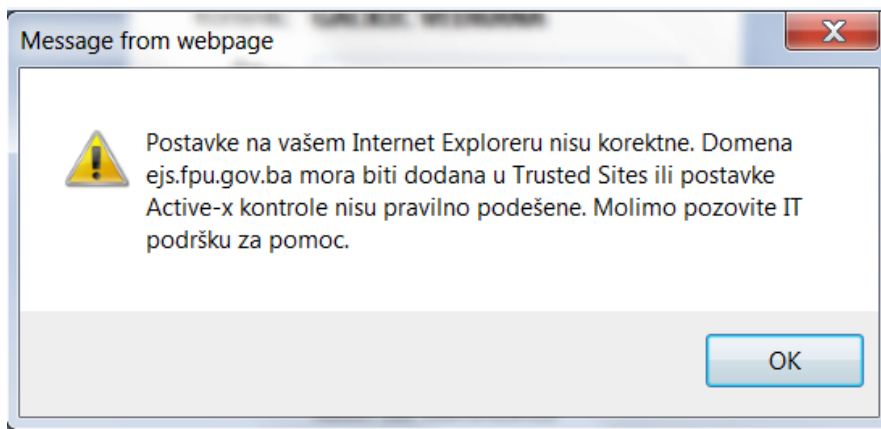 Message from webpage
Postavke na vašem Internet Exploreru nisu korektne. Domena
ejs.fpu.gov.ba mora biti dodana u Trusted Sites ili postavke
Active-x kontrole nisu pravilno podešene. Molimo pozovite IT
podršku za pomoc.
OK